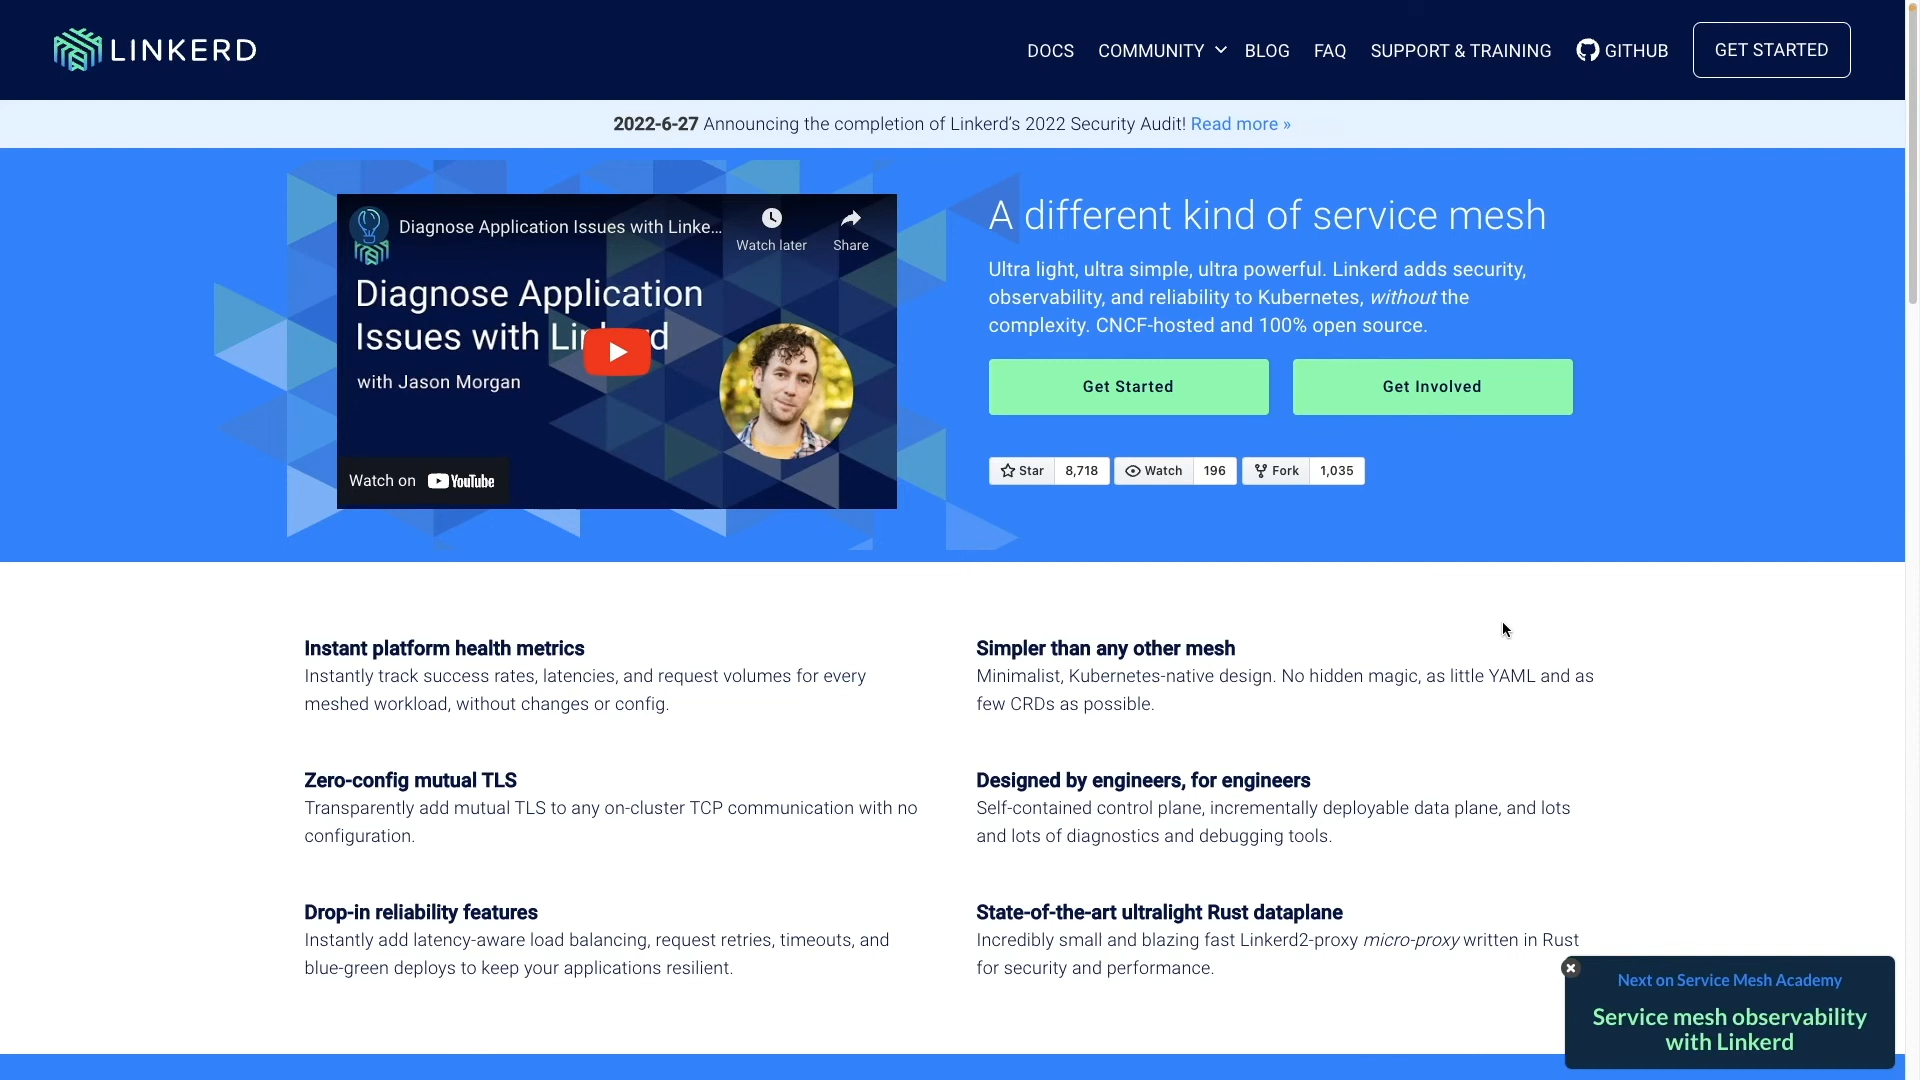 LINKERD
DOCS COMMUNITY BLOG FAQ SUPPORT & TRAINING GITHUB GET STARTED
2022-6-27 Announcing the completion of Linkerd’s 2022 Security Audit! Read more »
Diagnose Application Issues with Linke...
Watch later
Share
Diagnose Application
with Jason Morgan
Issues with
Watch on YouTube
A different kind of service mesh
Ultra light, ultra simple, ultra powerful. Linkerd adds security,
observability, and reliability to Kubernetes, without the
complexity. CNCF-hosted and 100% open source.
Get Started
Get Involved
Star 8,718 Watch 196 Fork 1,035
Instant platform health metrics
Instantly track success rates, latencies, and request volumes for every
meshed workload, without changes or config.
Simpler than any other mesh
Minimalist, Kubernetes-native design. No hidden magic, as little YAML and as
few CRDs as possible.
Zero-config mutual TLS
Transparently add mutual TLS to any on-cluster TCP communication with no
configuration.
Designed by engineers, for engineers
Self-contained control plane, incrementally deployable data plane, and lots
and lots of diagnostics and debugging tools.
Drop-in reliability features
Instantly add latency-aware load balancing, request retries, timeouts, and
blue-green deploys to keep your applications resilient.
State-of-the-art ultralight Rust dataplane
Incredibly small and blazing fast Linkerd2-proxy micro-proxy written in Rust
for security and performance.
Next on Service Mesh Academy
Service mesh observability
with Linkerd